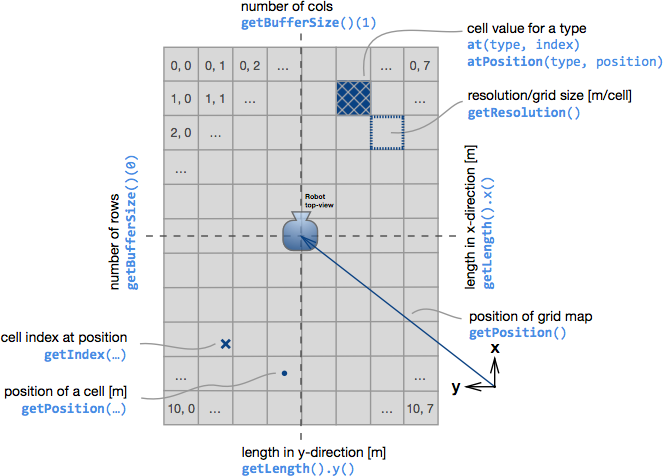 number of cols
getBufferSize()(1)
cell value for a type
at(type, index)
atPosition(type, position)
0, 0 0, 1 0, 2 ... ... 0, 7
1, 0 1, 1 ... ...
resolution/grid size [m/cell]
getResolution()
2, 0 ...
...
number of rows
getBufferSize()(0)
Robot
top-view
length in x-direction [m]
getLength().x()
position of grid map
getPosition()
cell index at position
getIndex(…)
x
y
... ...
position of a cell [m]
getPosition(…)
10, 0 ... 10, 7
length in y-direction [m]
getLength().y()